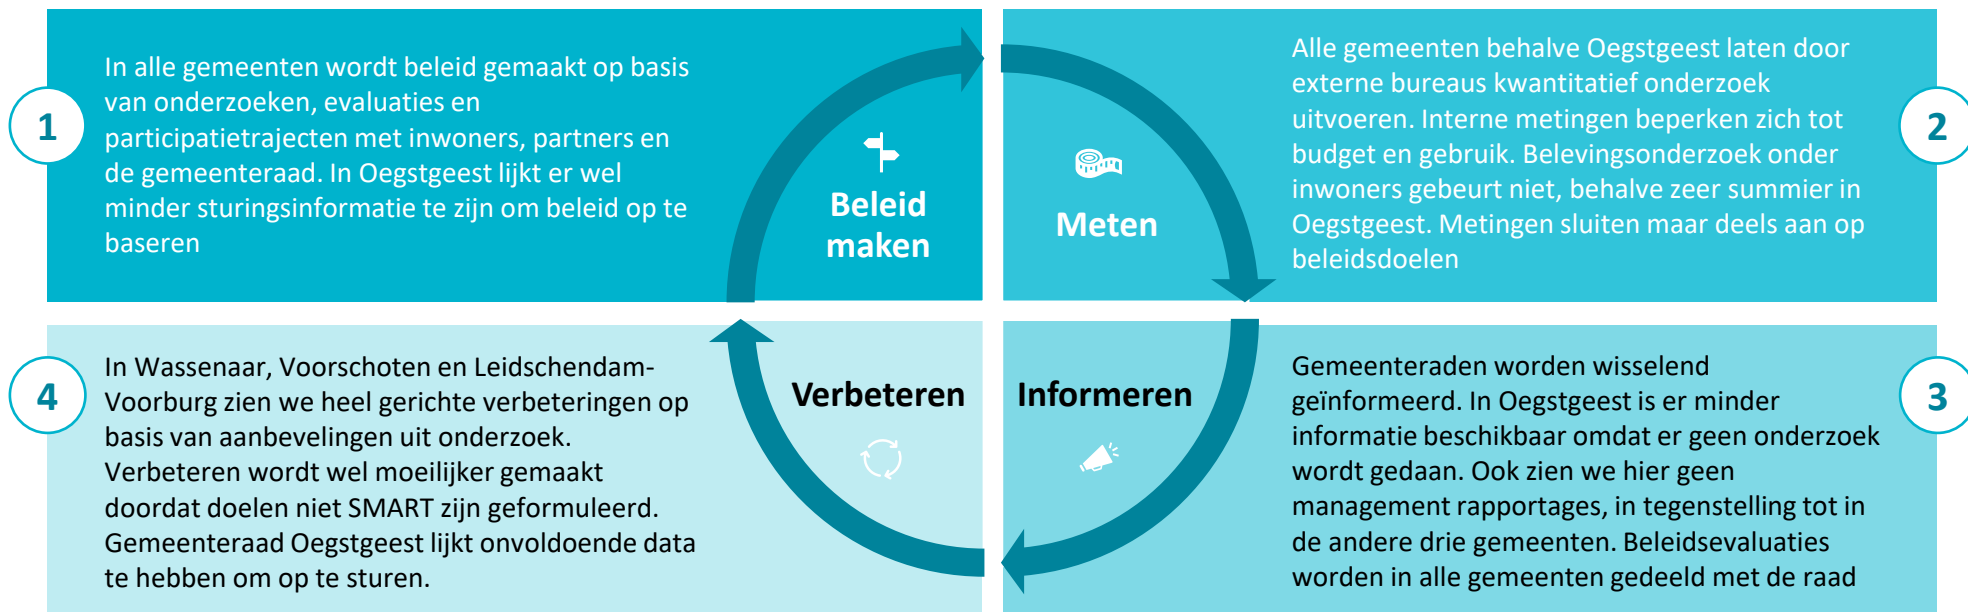 1
In alle gemeenten wordt beleid gemaakt op basis
van onderzoeken, evaluaties en
participatietrajecten met inwoners, partners en
de gemeenteraad. In Oegstgeest lijkt er wel
minder sturingsinformatie te zijn om beleid op te
baseren
Beleid
maken
Meten
Alle gemeenten behalve Oegstgeest laten door
externe bureaus kwantitatief onderzoek
uitvoeren. Interne metingen beperken zich tot
budget en gebruik. Belevingsonderzoek onder
inwoners gebeurt niet, behalve zeer summier in
Oegstgeest. Metingen sluiten maar deels aan op
beleidsdoelen
2
4
In Wassenaar, Voorschoten en Leidschendam-
Voorburg zien we heel gerichte verbeteringen op
basis van aanbevelingen uit onderzoek.
Verbeteren wordt wel moeilijker gemaakt
doordat doelen niet SMART zijn geformuleerd.
Gemeenteraad Oegstgeest lijkt onvoldoende data
te hebben om op te sturen.
Verbeteren
Informeren
Gemeenteraden worden wisselend
geïnformeerd. In Oegstgeest is er minder
informatie beschikbaar omdat er geen onderzoek
wordt gedaan. Ook zien we hier geen
management rapportages, in tegenstelling tot in
de andere drie gemeenten. Beleidsevaluaties
worden in alle gemeenten gedeeld met de raad
3